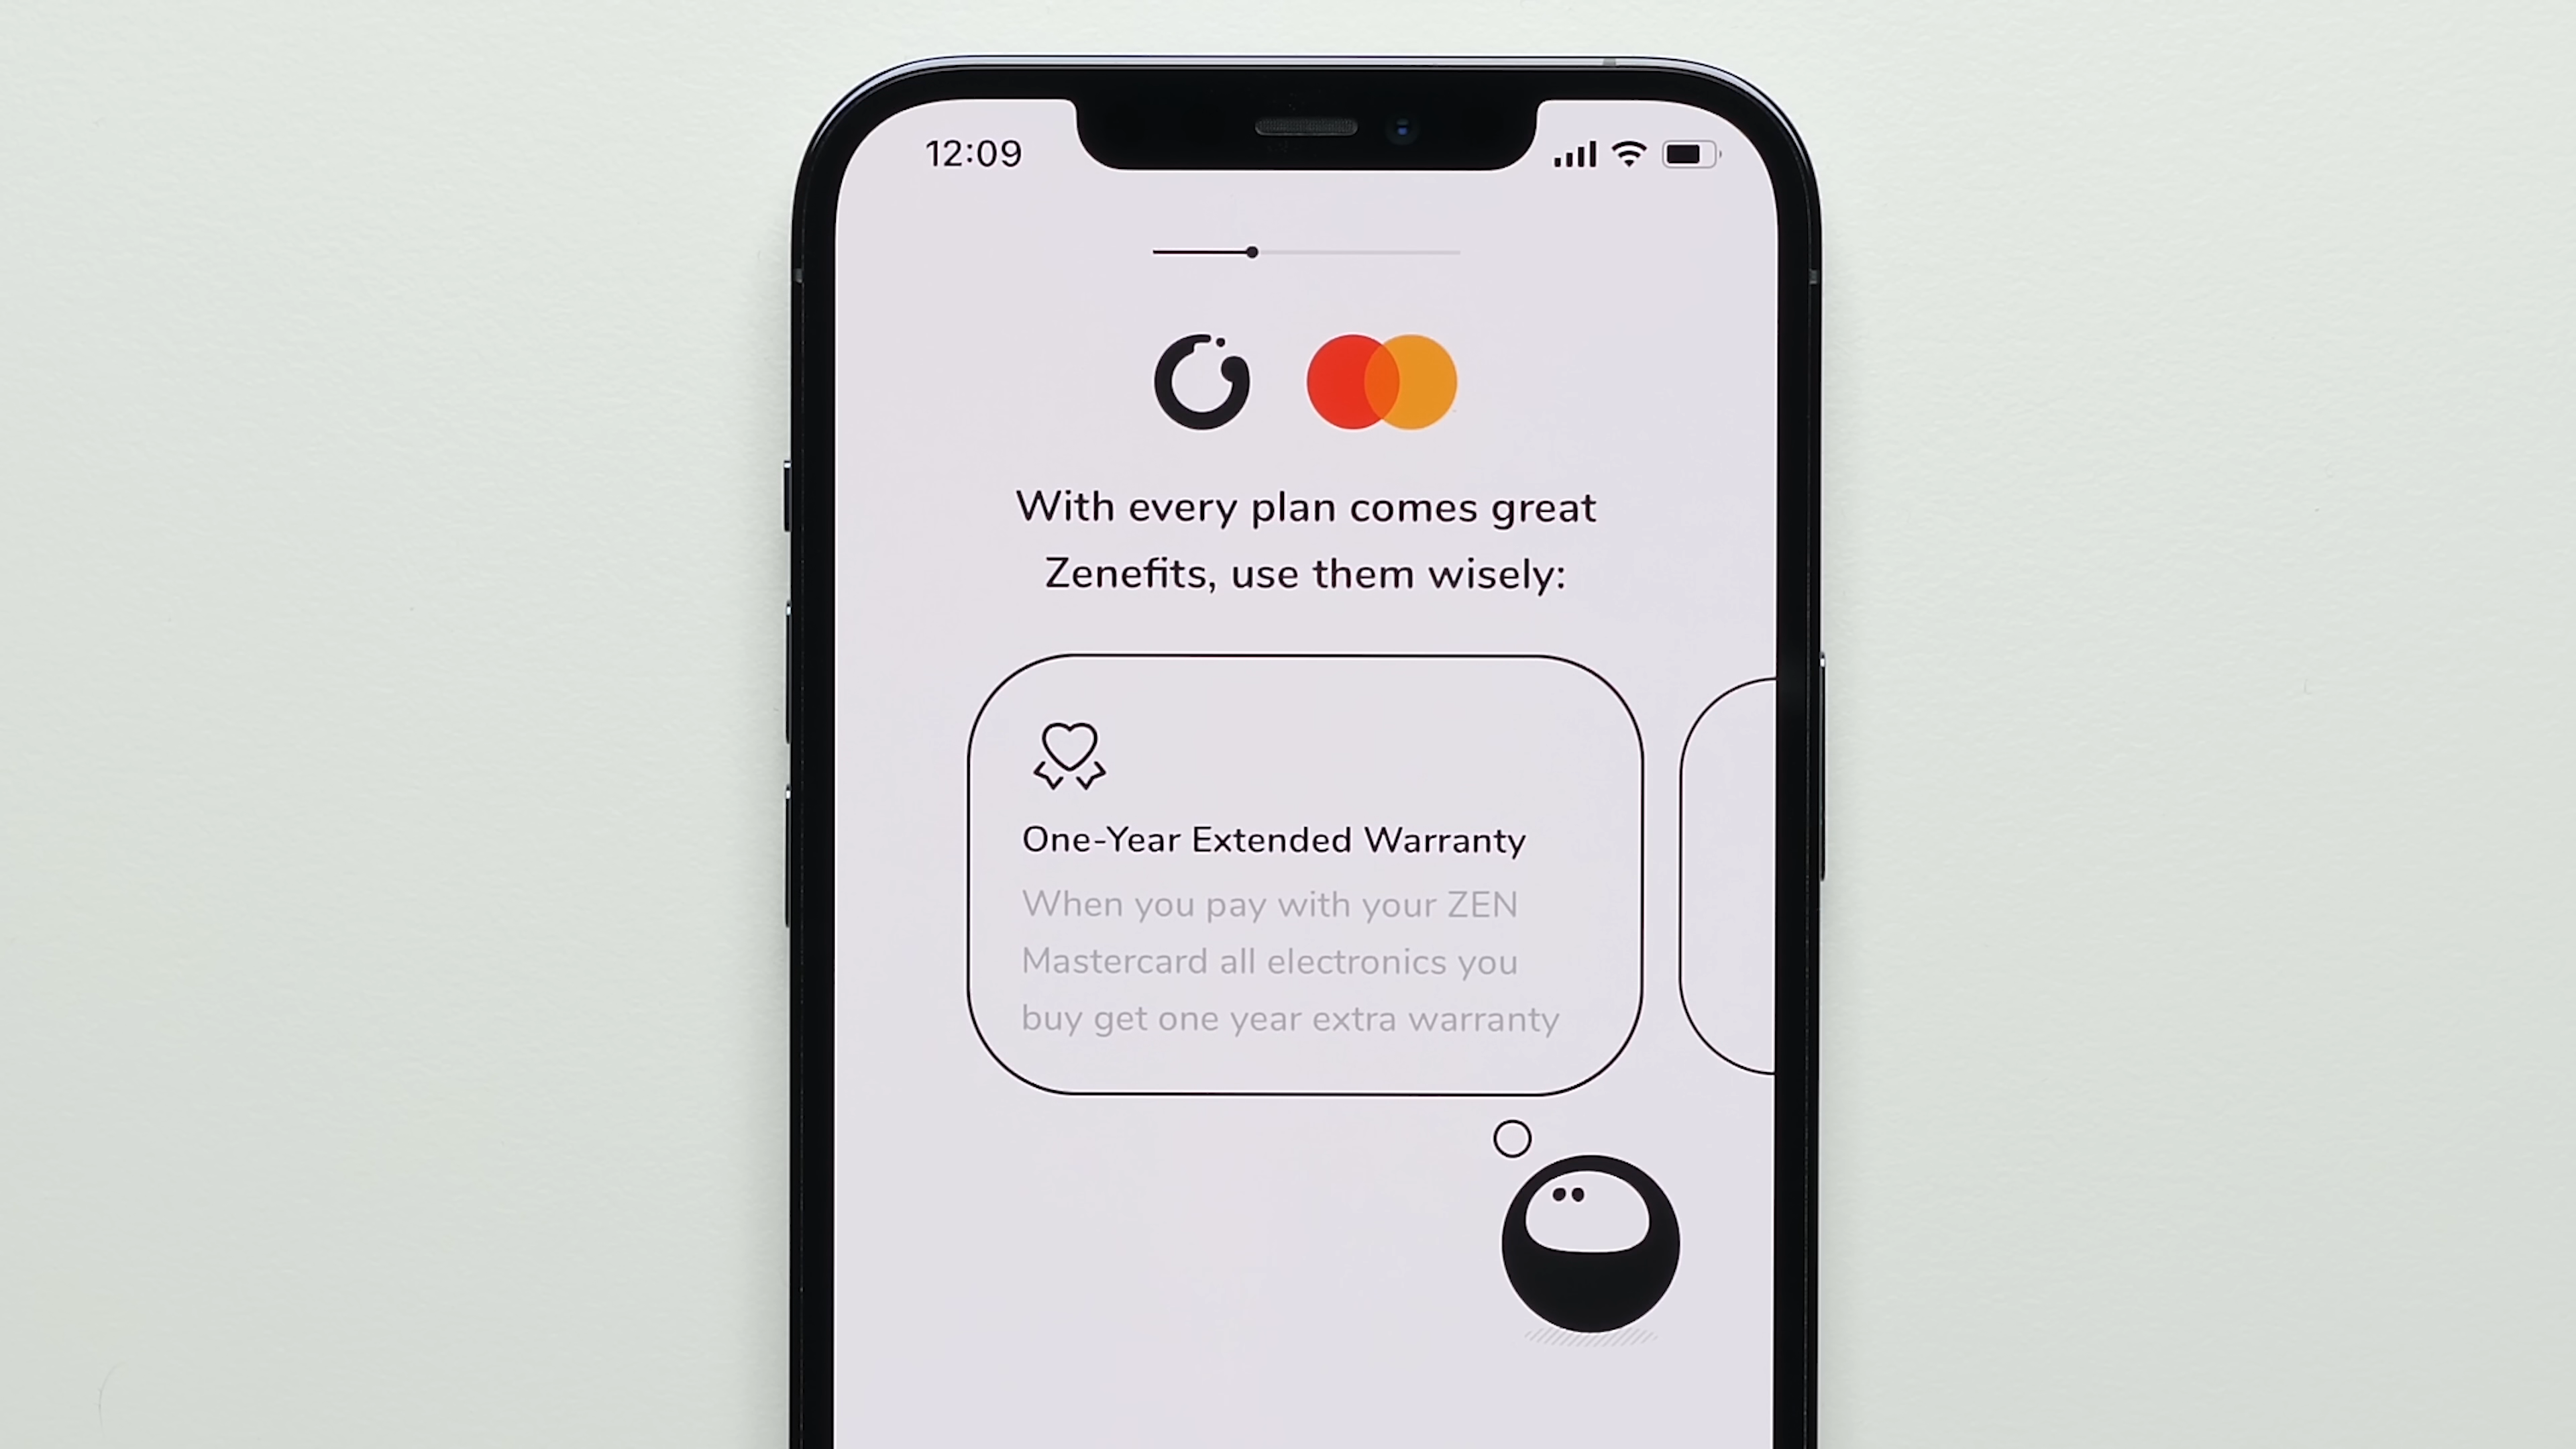 12:09
With every plan comes great
Zenefits, use them wisely:
One-Year Extended Warranty
When you pay with your ZEN
Mastercard all electronics you
buy get one year extra warranty